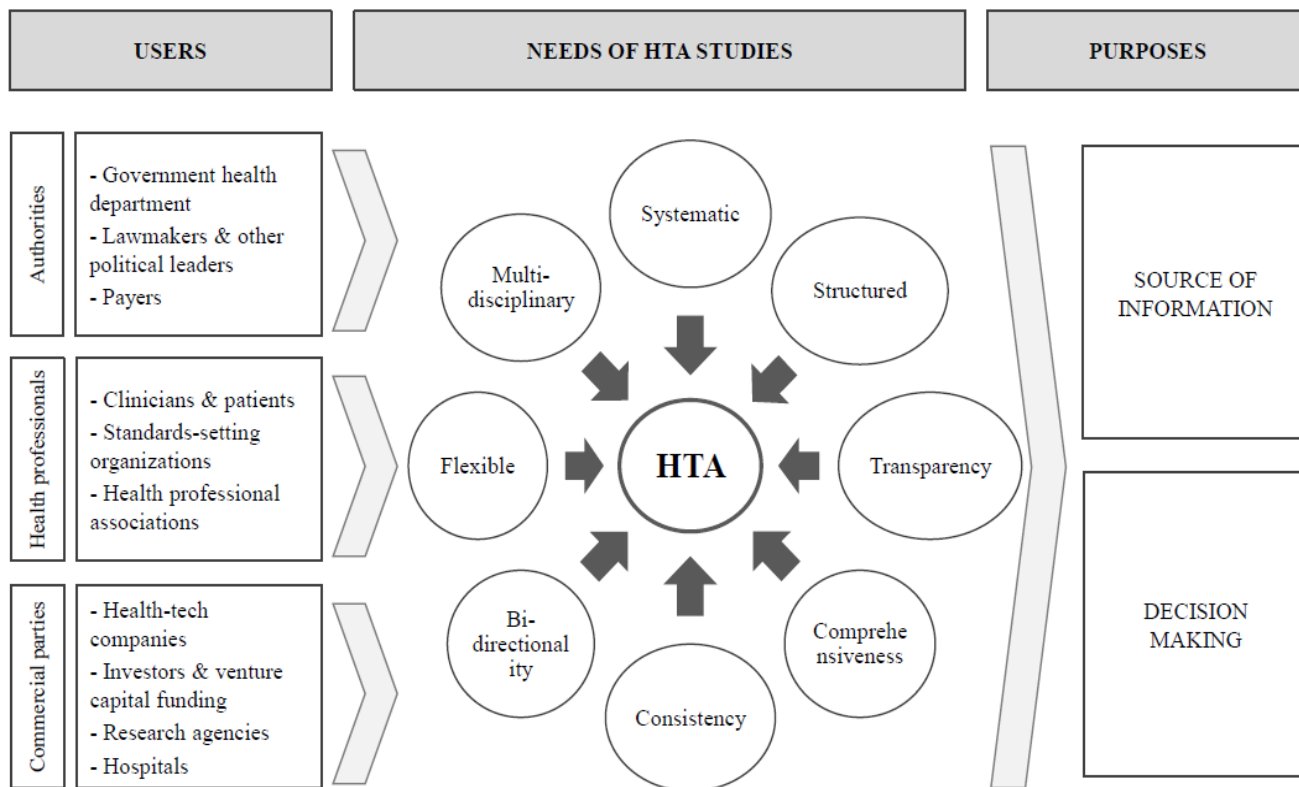 USERS
NEEDS OF HTA STUDIES
PURPOSES
Authorities
- Government health
department
- Lawmakers & other
political leaders
- Payers
Health professionals
- Clinicians & patients
- Standards-setting
organizations
- Health professional
associations
Commercial parties
- Health-tech
companies
- Investors & venture
capital funding
- Research agencies
- Hospitals
Systematic
Multi-
disciplinary
Structured
Flexible
HTA
Transparency
Bi-
directional
ity
Comprehe
nsiveness
Consistency
SOURCE OF
INFORMATION
DECISION
MAKING